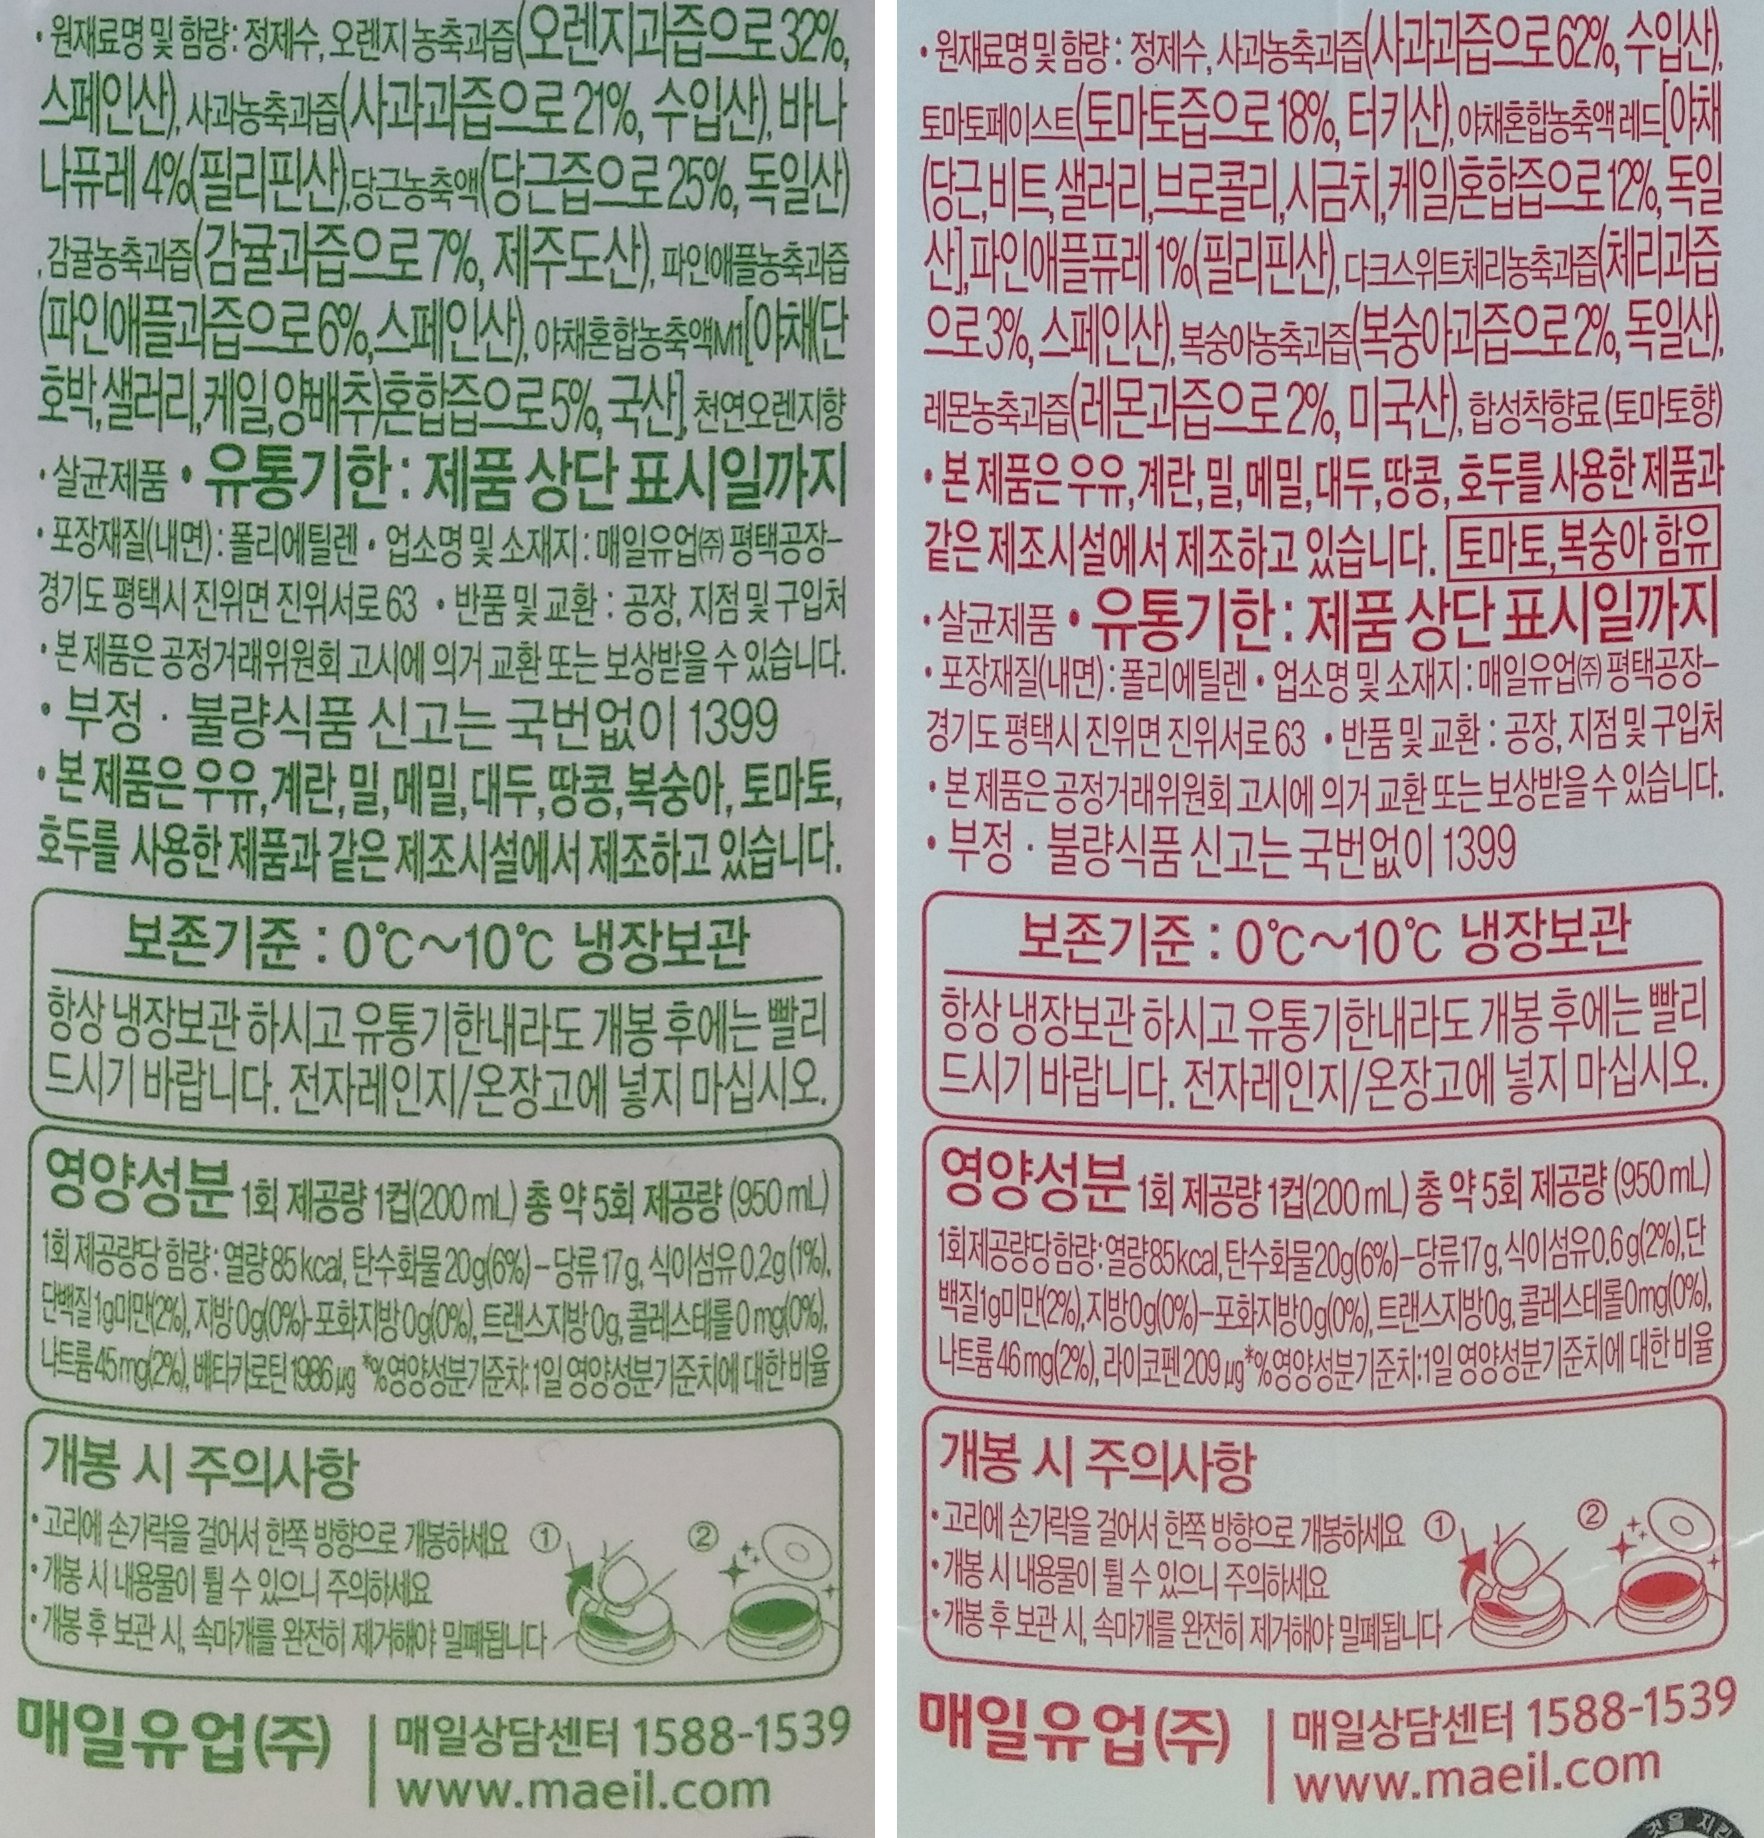 • 원재료명 및 함량 : 정제수, 오렌지 농축과즙(오렌지과즙으로 32%,
스페인산), 사과농축과즙(사과과즙으로 21%, 수입산), 바나
나퓨레 4%(필리핀산),당근농축액(당근즙으로 25%, 독일산)
, 감귤농축과즙(감귤과즙으로 7%, 제주도산), 파인애플농축과즙
(파인애플과즙으로 6%,스페인산), 야채혼합농축액M1[야채(단
호박,샐러리,케일,양배추)혼합즙으로 5%, 국산], 천연오렌지향
• 살균제품 • 유통기한 : 제품 상단 표시일까지
• 포장재질(내면) : 폴리에틸렌 • 업소명 및 소재지 : 매일유업㈜ 평택공장–
경기도 평택시 진위면 진위서로 63 • 반품 및 교환 : 공장, 지점 및 구입처
• 본 제품은 공정거래위원회 고시에 의거 교환 또는 보상받을 수 있습니다.
• 부정 · 불량식품 신고는 국번없이 1399
• 본 제품은 우유,계란,밀,메밀,대두,땅콩,복숭아, 토마토,
호두를 사용한 제품과 같은 제조시설에서 제조하고 있습니다.
보존기준 : 0℃~10℃ 냉장보관
항상 냉장보관 하시고 유통기한내라도 개봉 후에는 빨리
드시기 바랍니다. 전자레인지/온장고에 넣지 마십시오.
영양성분 1회 제공량 1컵(200 mL) 총 약 5회 제공량 (950 mL)
1회 제공량당 함량 : 열량 85 kcal, 탄수화물 20g(6%) – 당류 17 g, 식이섬유 0.2g (1%),
단백질 1g미만(2%), 지방 0g(0%)-포화지방 0g(0%), 트랜스지방 0g, 콜레스테롤 0 mg(0%),
나트륨 45 mg(2%), 베타카로틴 1986 μg *%영양성분기준치: 1일 영양성분기준치에 대한 비율
개봉 시 주의사항
• 고리에 손가락을 걸어서 한쪽 방향으로 개봉하세요 ① ②
• 개봉 시 내용물이 튈 수 있으니 주의하세요
• 개봉 후 보관 시, 속마개를 완전히 제거해야 밀폐됩니다
매일유업(주) 매일상담센터 1588-1539
www.maeil.com
• 원재료명 및 함량 : 정제수, 사과농축과즙(사과과즙으로 62%, 수입산),
토마토페이스트(토마토즙으로 18%, 터키산), 야채혼합농축액 레드[야채
(당근,비트,샐러리,브로콜리,시금치,케일)혼합즙으로 12%, 독일
산],파인애플퓨레 1%(필리핀산), 다크스위트체리농축과즙(체리과즙
으로 3%, 스페인산), 복숭아농축과즙(복숭아과즙으로 2%, 독일산),
레몬농축과즙(레몬과즙으로 2%, 미국산), 합성착향료 (토마토향)
• 본 제품은 우유,계란,밀,메밀,대두,땅콩, 호두를 사용한 제품과
같은 제조시설에서 제조하고 있습니다. 토마토,복숭아 함유
• 살균제품 • 유통기한 : 제품 상단 표시일까지
• 포장재질(내면) : 폴리에틸렌 • 업소명 및 소재지 : 매일유업㈜ 평택공장–
경기도 평택시 진위면 진위서로 63 • 반품 및 교환 : 공장, 지점 및 구입처
• 본 제품은 공정거래위원회 고시에 의거 교환 또는 보상받을 수 있습니다.
• 부정 · 불량식품 신고는 국번없이 1399
보존기준 : 0℃~10℃ 냉장보관
항상 냉장보관 하시고 유통기한내라도 개봉 후에는 빨리
드시기 바랍니다. 전자레인지/온장고에 넣지 마십시오.
영양성분 1회 제공량 1컵(200 mL) 총 약 5회 제공량 (950 mL)
1회 제공량당 함량 : 열량 85 kcal, 탄수화물 20g(6%) – 당류 17 g, 식이섬유 0.6 g(2%), 단
백질 1g미만(2%), 지방 0g(0%)–포화지방 0g(0%), 트랜스지방 0g, 콜레스테롤 0mg(0%),
나트륨 46 mg(2%), 라이코펜 209 μg *%영양성분기준치:1일 영양성분기준치에 대한 비율
개봉 시 주의사항
• 고리에 손가락을 걸어서 한쪽 방향으로 개봉하세요 ① ②
• 개봉 시 내용물이 튈 수 있으니 주의하세요
• 개봉 후 보관 시, 속마개를 완전히 제거해야 밀폐됩니다
매일유업(주) 매일상담센터 1588-1539
www.maeil.com